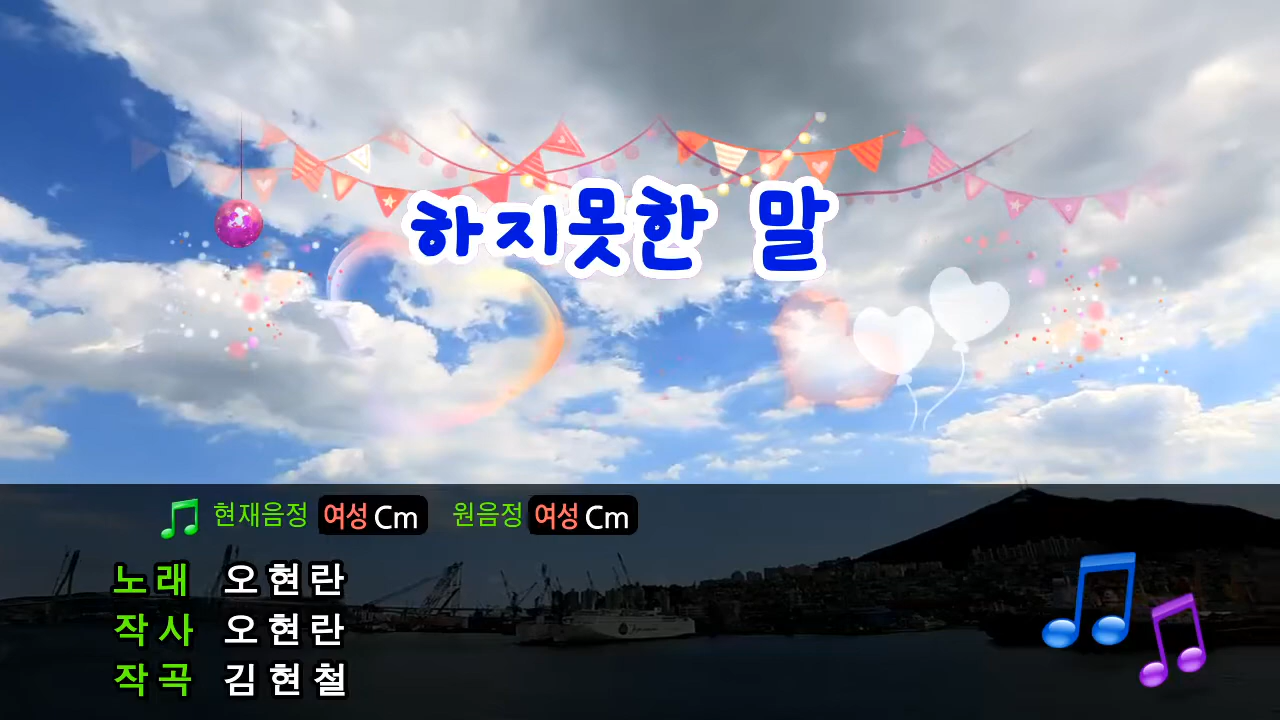 하지못한 말
현재음정 여성 Cm 원음정 여성 Cm
노래 오현란
작사 오현란
작곡 김현철